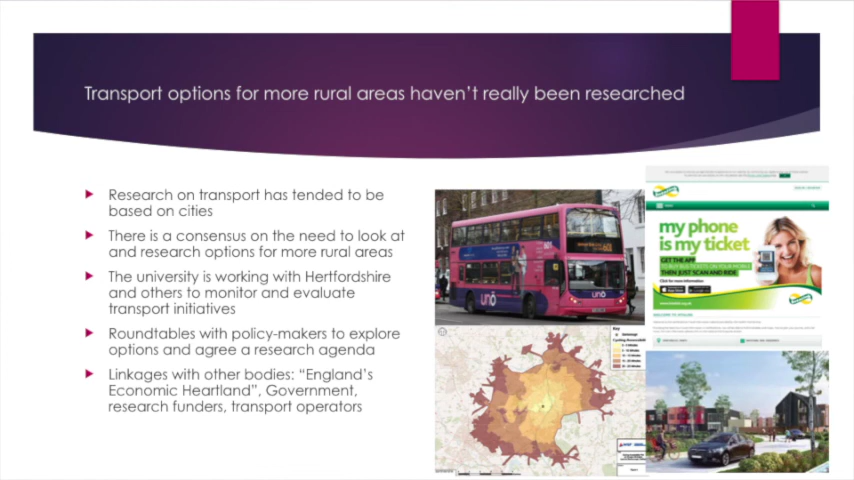 Transport options for more rural areas haven't really been researched
Research on transport has tended to be
based on cities
There is a consensus on the need to look at
and research options for more rural areas
The university is working with Hertfordshire
and others to monitor and evaluate
transport initiatives
Roundtables with policy-makers to explore
options and agree a research agenda
Linkages with other bodies: "England's
Economic Heartland", Government,
research funders, transport operators
uno
uno
my phone
is my ticket
GET THE APP
THEN JUST SCAN AND RIDE
Key